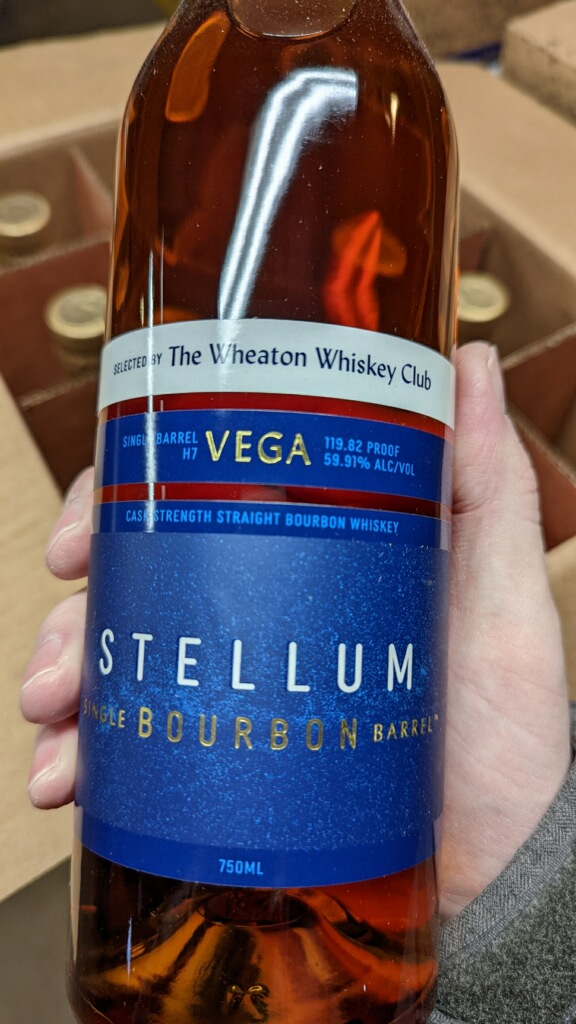 SELECTED BY The Wheaton Whiskey Club
SINGLE BARREL
H7
VEGA
119.82 PROOF
59.91% ALC/VOL
CASK STRENGTH STRAIGHT BOURBON WHISKEY
STELLUM
SINGLE BOURBON BARREL™
750ML